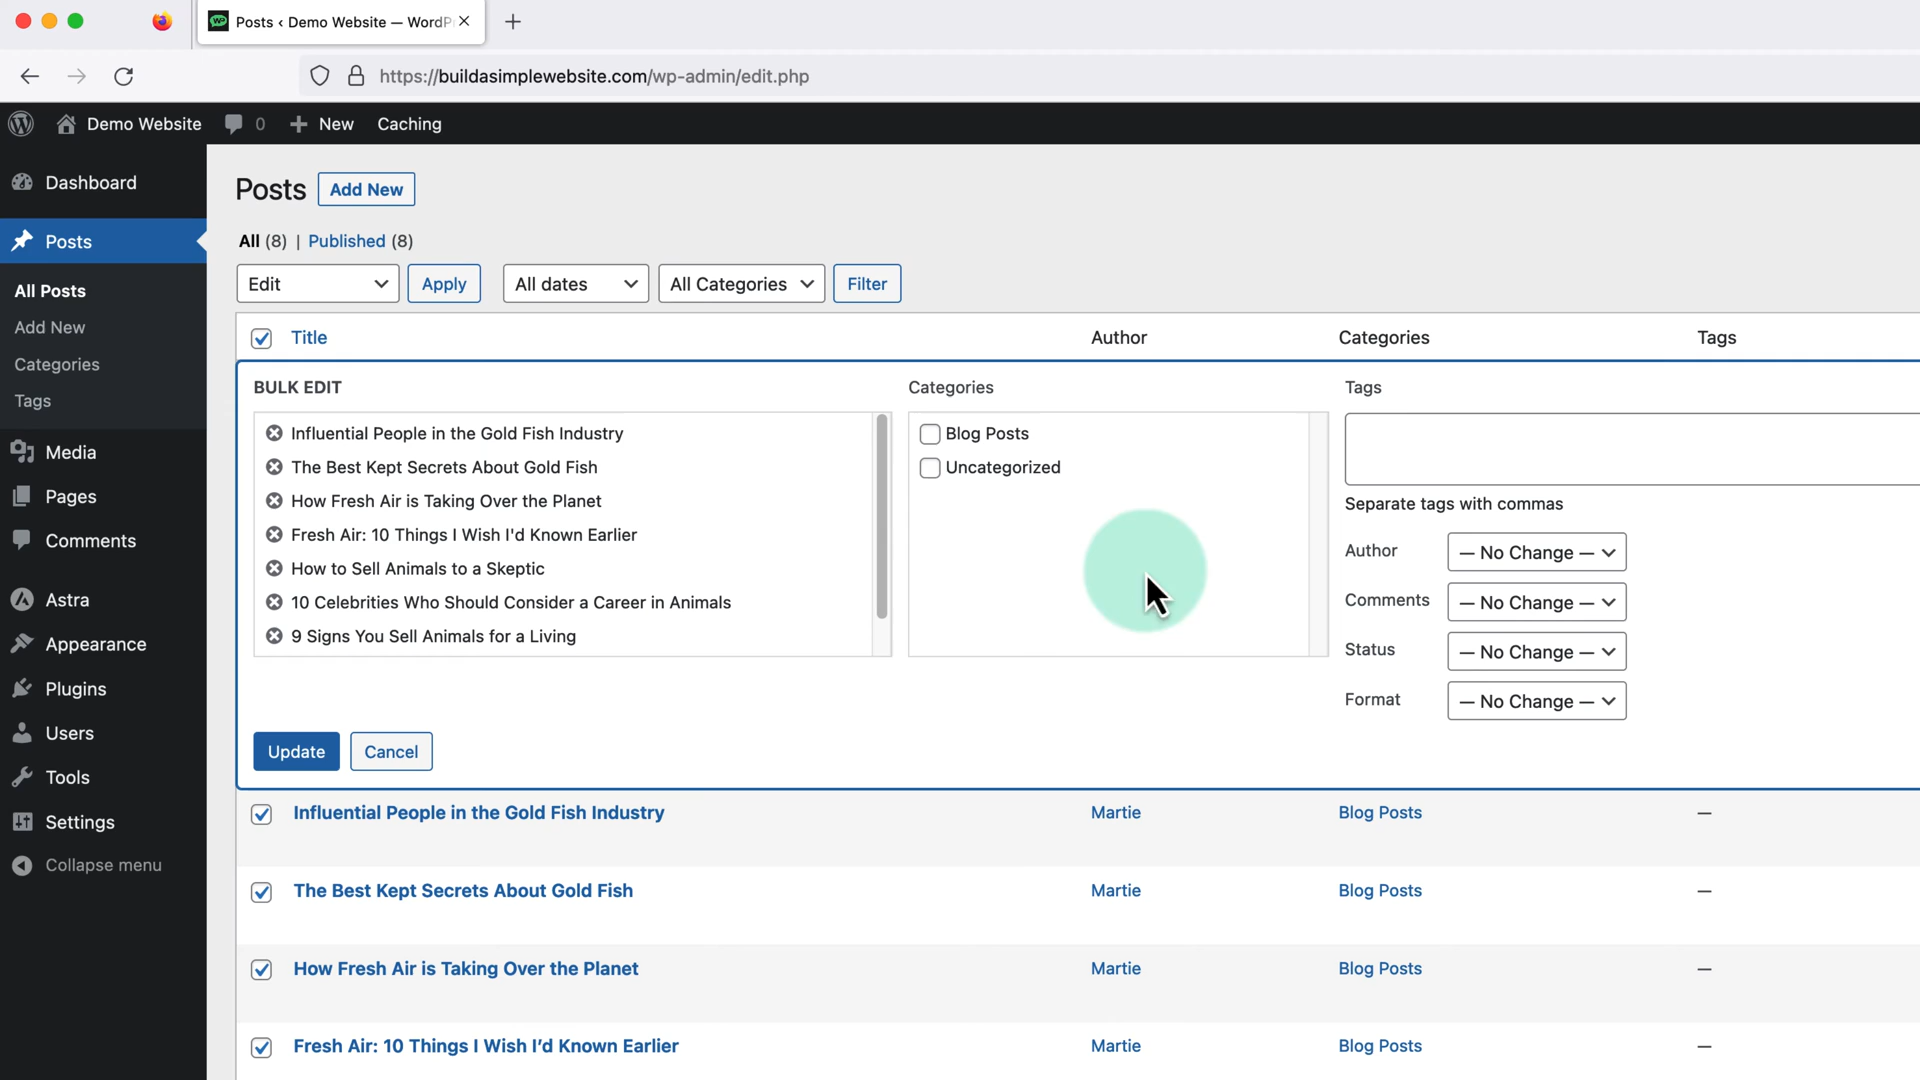 Posts ‹ Demo Website — WordP
https://buildasimplewebsite.com/wp-admin/edit.php
Demo Website 0 New Caching
Dashboard
Posts
All Posts
Add New
Categories
Tags
Media
Pages
Comments
Astra
Appearance
Plugins
Users
Tools
Settings
Collapse menu
Posts Add New
All (8) | Published (8)
Edit Apply All dates All Categories Filter
Title Author Categories Tags
BULK EDIT
Influential People in the Gold Fish Industry
The Best Kept Secrets About Gold Fish
How Fresh Air is Taking Over the Planet
Fresh Air: 10 Things I Wish I'd Known Earlier
How to Sell Animals to a Skeptic
10 Celebrities Who Should Consider a Career in Animals
9 Signs You Sell Animals for a Living
Categories
Blog Posts
Uncategorized
Tags
Separate tags with commas
Author — No Change —
Comments — No Change —
Status — No Change —
Format — No Change —
Update Cancel
Influential People in the Gold Fish Industry Martie Blog Posts —
The Best Kept Secrets About Gold Fish Martie Blog Posts —
How Fresh Air is Taking Over the Planet Martie Blog Posts —
Fresh Air: 10 Things I Wish I’d Known Earlier Martie Blog Posts —